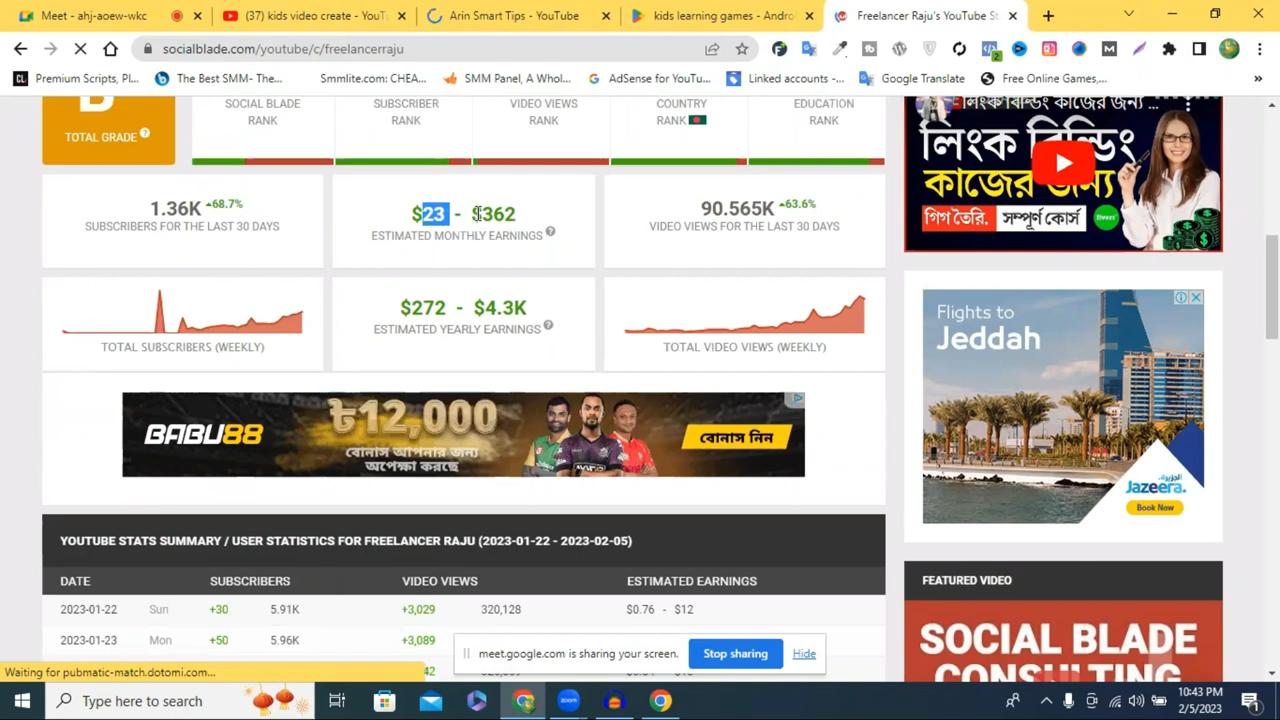 Meet - ahj-aoew-wkc
(37) kids video create - YouT
Arin Smart Tips - YouTube
kids learning games - Andro
Freelancer Raju's YouTube St
socialblade.com/youtube/c/freelancerraju
Premium Scripts, Pl...
The Best SMM- The...
Smmlite.com: CHEA...
SMM Panel, A Whol...
AdSense for YouTu...
Linked accounts -...
Google Translate
Free Online Games,...
TOTAL GRADE
SOCIAL BLADE
RANK
SUBSCRIBER
RANK
VIDEO VIEWS
RANK
COUNTRY
RANK
EDUCATION
RANK
1.36K 68.7%
SUBSCRIBERS FOR THE LAST 30 DAYS
$23 - $362
ESTIMATED MONTHLY EARNINGS
90.565K 63.6%
VIDEO VIEWS FOR THE LAST 30 DAYS
TOTAL SUBSCRIBERS (WEEKLY)
$272 - $4.3K
ESTIMATED YEARLY EARNINGS
TOTAL VIDEO VIEWS (WEEKLY)
BABU88
৳12,000
বোনাস আপনার জন্য
অপেক্ষা করছে
বোনাস নিন
লিংক বিল্ডিং কাজের জন্য ...
লিংক বিল্ডিং
কাজের জন্য
গিগ তৈরি. সম্পূর্ণ কোর্স
fiverr
Flights to
Jeddah
الجزيرة
Jazeera.
Book Now
YOUTUBE STATS SUMMARY / USER STATISTICS FOR FREELANCER RAJU (2023-01-22 - 2023-02-05)
DATE SUBSCRIBERS VIDEO VIEWS ESTIMATED EARNINGS
2023-01-22 Sun +30 5.91K +3,029 320,128 $0.76 - $12
2023-01-23 Mon +50 5.96K +3,089
FEATURED VIDEO
SOCIAL BLADE
CONSULTING
meet.google.com is sharing your screen.
Stop sharing
Hide
Waiting for pubmatic-match.dotomi.com...
Type here to search
zoom
10:43 PM
2/5/2023
1